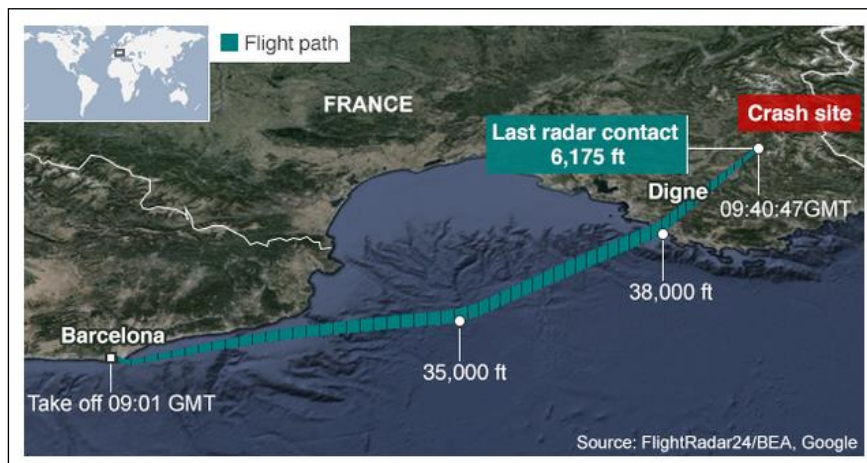 Flight path
FRANCE
Crash site
Last radar contact
6,175 ft
Digne
09:40:47GMT
38,000 ft
Barcelona
35,000 ft
Take off 09:01 GMT
Source: FlightRadar24/BEA, Google